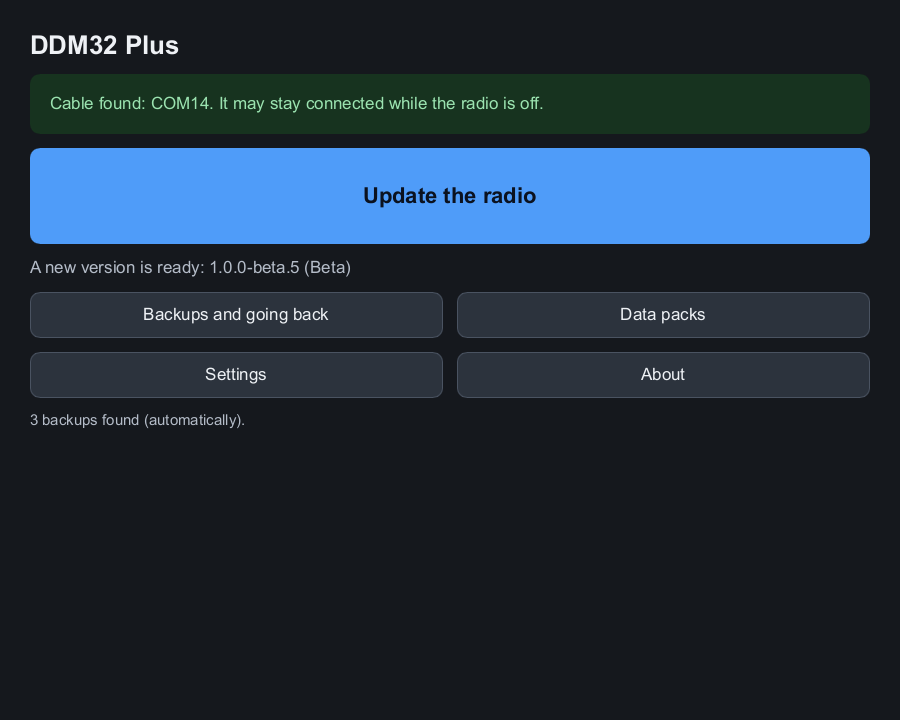 DDM32 Plus
Cable found: COM14. It may stay connected while the radio is off.
Update the radio
A new version is ready: 1.0.0-beta.5 (Beta)
Backups and going back
Data packs
Settings
About
3 backups found (automatically).